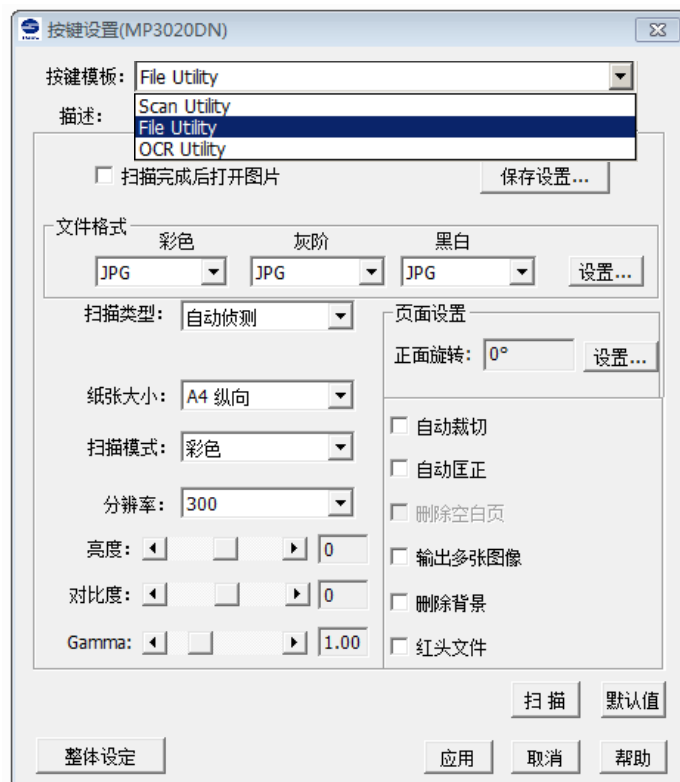 按键设置(MP3020DN)
按键模板: File Utility
Scan Utility
描述:
File Utility
OCR Utility
扫描完成后打开图片
保存设置...
文件格式
彩色 灰阶 黑白
JPG JPG JPG 设置...
扫描类型: 自动侦测
页面设置
正面旋转: 0° 设置...
纸张大小: A4 纵向
自动裁切
扫描模式: 彩色
自动匡正
分辨率: 300
删除空白页
亮度: 0
输出多张图像
对比度: 0
删除背景
Gamma: 1.00
红头文件
扫 描 默认值
整体设定 应用 取消 帮助